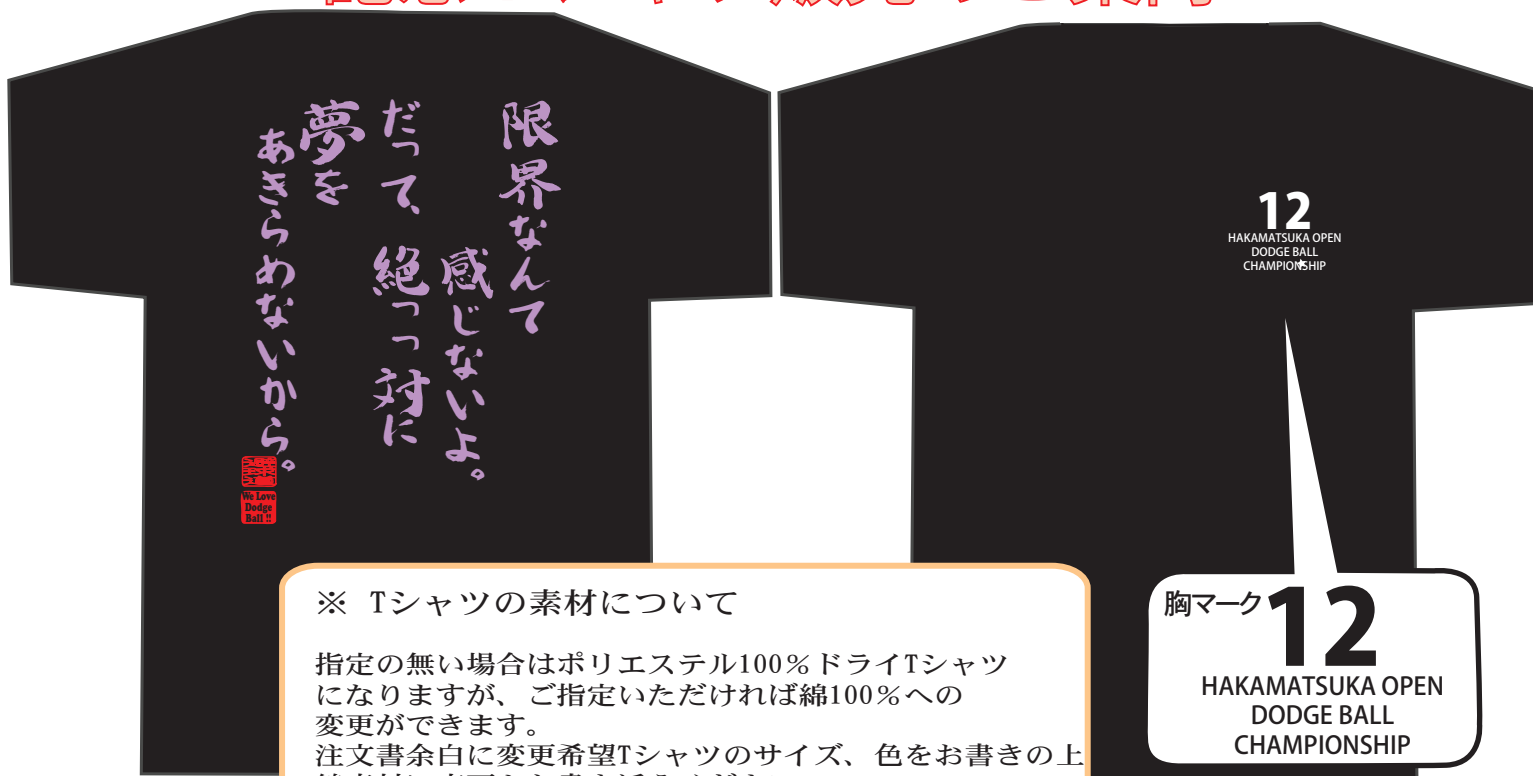 限界なんて
感じないよ。
だって、絶っっ対に
夢を
あきらめないから。
We Love
Dodge
Ball !!
12
HAKAMATSUKA OPEN
DODGE BALL
CHAMPIONSHIP
※ Tシャツの素材について
指定の無い場合はポリエステル100％ドライTシャツ
になりますが、ご指定いただければ綿100％への
変更ができます。
注文書余白に変更希望Tシャツのサイズ、色をお書きの上
胸マーク
12
HAKAMATSUKA OPEN
DODGE BALL
CHAMPIONSHIP